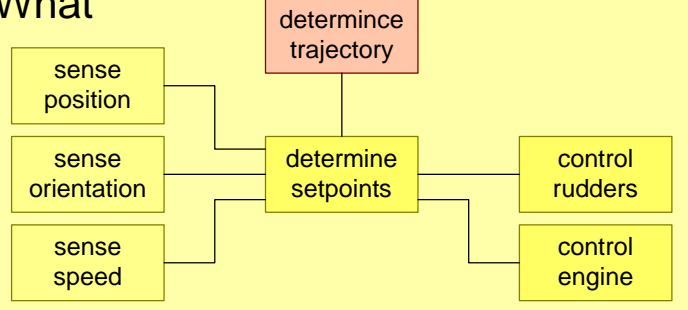 What
determince
trajectory
sense
position
sense
orientation
determine
setpoints
control
rudders
sense
speed
control
engine